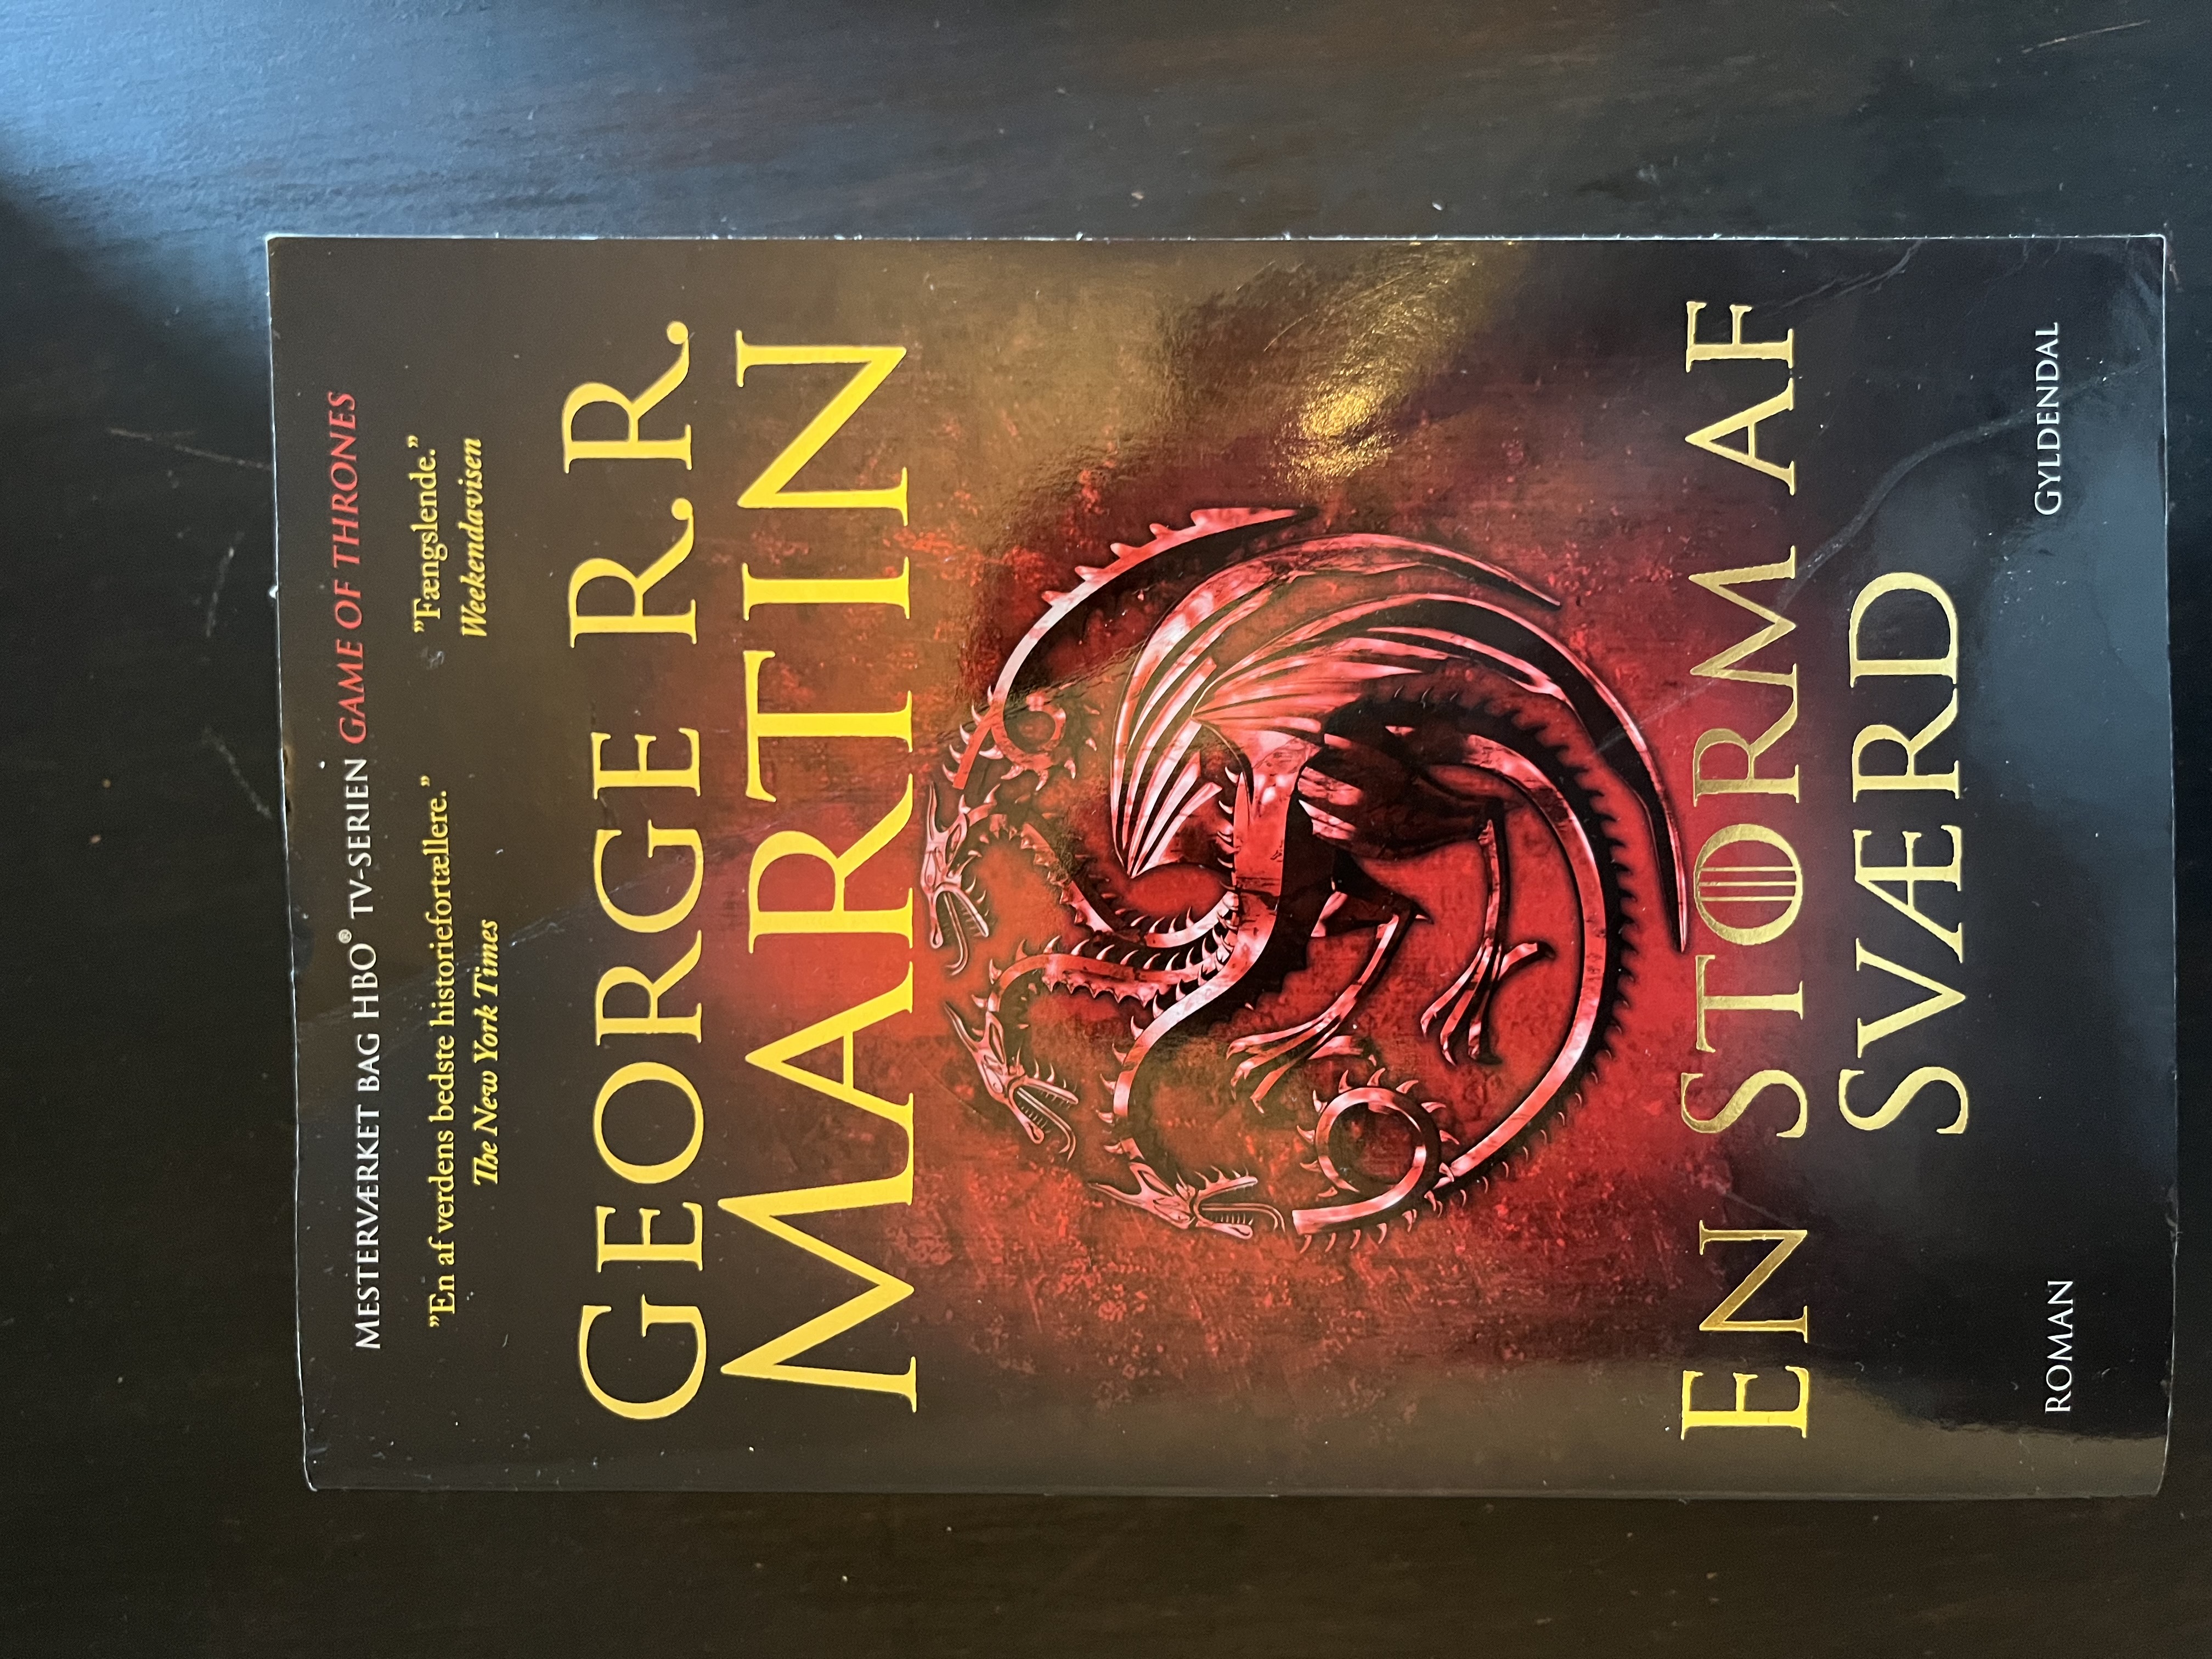 MESTERVÆRKET BAG HBO® TV-SERIEN GAME OF THRONES
”En af verdens bedste historiefortællere.”
The New York Times
”Fængslende.”
Weekendavisen
GEORGE R.R.
MARTIN
EN STORM AF
SVÆRD
ROMAN
GYLDENDAL